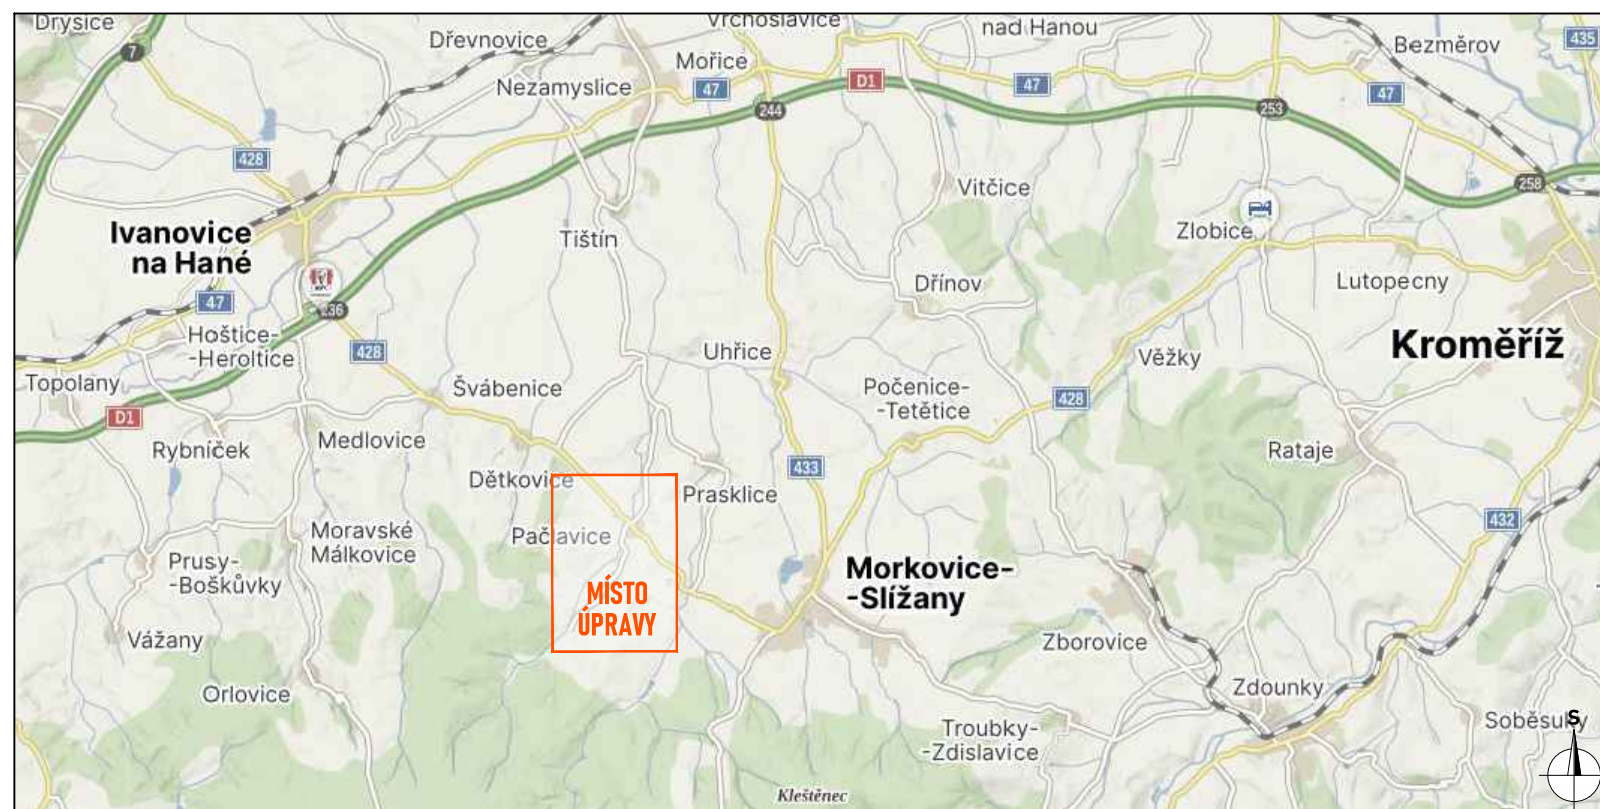 Drysice
Vrchoslavice
nad Hanou
435
7
Dřevnovice
Bezměrov
Mořice
D1
47
Nezamyslice
47
47
244
253
428
258
Vitčice
Ivanovice
na Hané
Tištín
Zlobice
47
Dřínov
Lutopecny
236
Hoštice-
-Heroltice
428
Uhřice
Věžky
Kroměříž
Topolany
Švábenice
Počenice-
-Tetětice
428
D1
Rybníček
Medlovice
Rataje
433
Dětkovice
Prasklice
432
Moravské
Málkovice
Pačlavice
Prusy-
-Boškůvky
MÍSTO
ÚPRAVY
Morkovice-
-Slížany
Vážany
Zborovice
Orlovice
Zdounky
Soběsuky
S
Troubky-
-Zdislavice
Kleštěnec